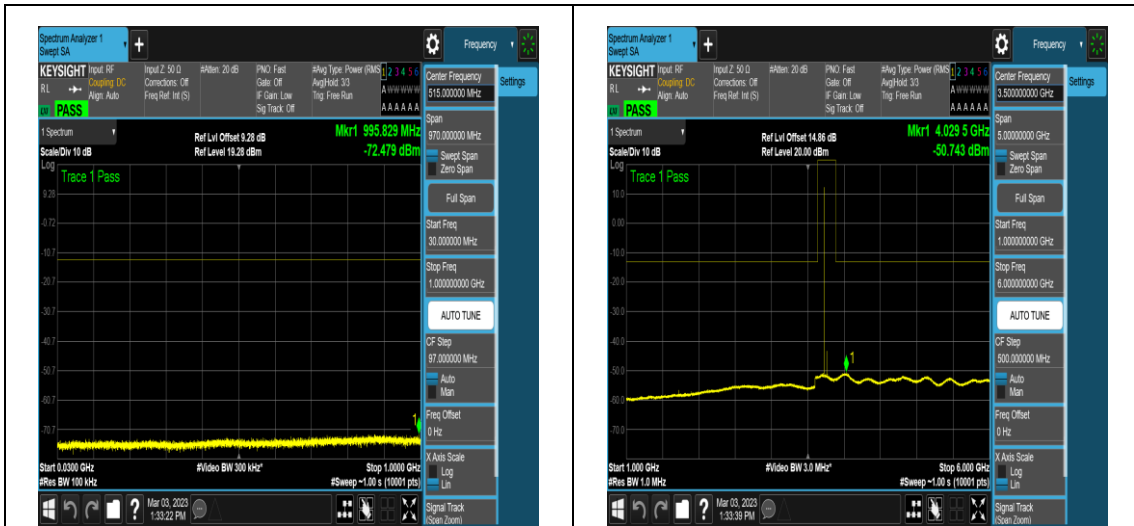 Spectrum Analyzer 1
Swept SA
+
Frequency
KEYSIGHT
RL
Input: RF
Coupling: DC
Align: Auto
Input Z: 50 Ω
Corrections: Off
Freq Ref: Int (S)
#Atten: 20 dB
PNO: Fast
Gate: Off
IF Gain: Low
Sig Track: Off
#Avg Type: Power (RMS
Avg|Hold: 3/3
Trig: Free Run
1 2 3 4 5 6
A W W W W W
A A A A A A
PASS
1 Spectrum
Scale/Div 10 dB
Ref Lvl Offset 9.28 dB
Ref Level 19.28 dBm
Mkr1 995.829 MHz
-72.479 dBm
Log
Trace 1 Pass
9.28
-0.72
-10.7
-20.7
-30.7
-40.7
-50.7
-60.7
-70.7
1
Start 0.0300 GHz
#Res BW 100 kHz
#Video BW 300 kHz*
Stop 1.0000 GHz
#Sweep ~1.00 s (10001 pts)
Mar 03, 2023
1:33:22 PM
Center Frequency
515.000000 MHz
Settings
Span
970.000000 MHz
Swept Span
Zero Span
Full Span
Start Freq
30.000000 MHz
Stop Freq
1.000000000 GHz
AUTO TUNE
CF Step
97.000000 MHz
Auto
Man
Freq Offset
0 Hz
X Axis Scale
Log
Lin
Signal Track
(Span Zoom)
Spectrum Analyzer 1
Swept SA
+
Frequency
KEYSIGHT
RL
Input: RF
Coupling: DC
Align: Auto
Input Z: 50 Ω
Corrections: Off
Freq Ref: Int (S)
#Atten: 20 dB
PNO: Fast
Gate: Off
IF Gain: Low
Sig Track: Off
#Avg Type: Power (RMS
Avg|Hold: 3/3
Trig: Free Run
1 2 3 4 5 6
A W W W W W
A A A A A A
PASS
1 Spectrum
Scale/Div 10 dB
Ref Lvl Offset 14.86 dB
Ref Level 20.00 dBm
Mkr1 4.029 5 GHz
-50.743 dBm
Log
Trace 1 Pass
10.0
0.00
-10.0
-20.0
-30.0
-40.0
-50.0
-60.0
-70.0
1
Start 1.000 GHz
#Res BW 1.0 MHz
#Video BW 3.0 MHz*
Stop 6.000 GHz
#Sweep ~1.00 s (10001 pts)
Mar 03, 2023
1:33:39 PM
Center Frequency
3.500000000 GHz
Settings
Span
5.00000000 GHz
Swept Span
Zero Span
Full Span
Start Freq
1.000000000 GHz
Stop Freq
6.000000000 GHz
AUTO TUNE
CF Step
500.000000 MHz
Auto
Man
Freq Offset
0 Hz
X Axis Scale
Log
Lin
Signal Track
(Span Zoom)